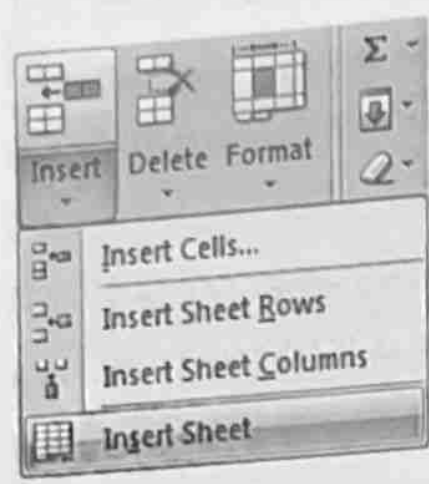 Σ
Insert Delete Format
Insert Cells...
Insert Sheet Rows
Insert Sheet Columns
Insert Sheet